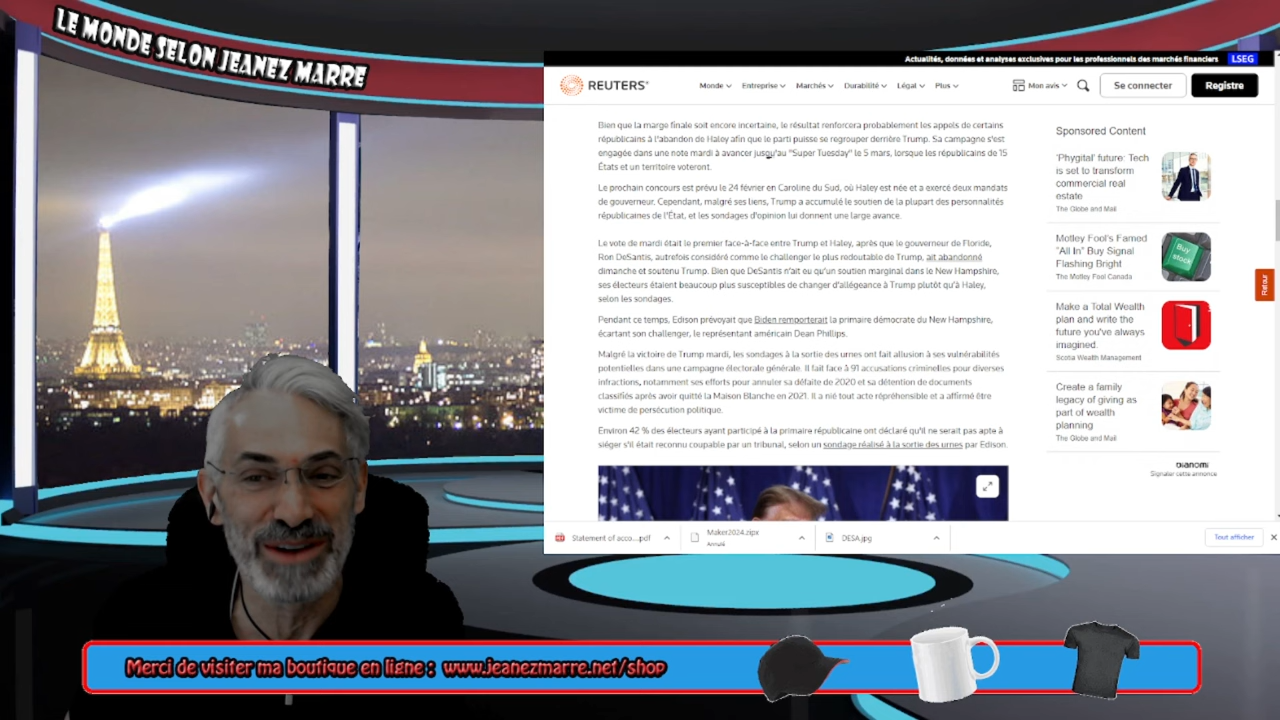 LE MONDE SELON JEANEZ MARRE
Actualités, données et analyses exclusives pour les professionnels des marchés financiers LSEG
REUTERS
Monde Entreprise Marchés Durabilité Légal Plus Mon avis Se connecter Registre
Bien que la marge finale soit encore incertaine, le résultat renforcera probablement les appels de certains
républicains à l'abandon de Haley afin que le parti puisse se regrouper derrière Trump. Sa campagne s'est
engagée dans une note mardi à avancer jusqu'au "Super Tuesday" le 5 mars, lorsque les républicains de 15
États et un territoire voteront.
Le prochain concours est prévu le 24 février en Caroline du Sud, où Haley est née et a exercé deux mandats
de gouverneur. Cependant, malgré ses liens, Trump a accumulé le soutien de la plupart des personnalités
républicaines de l'État, et les sondages d'opinion lui donnent une large avance.
Le vote de mardi était le premier face-à-face entre Trump et Haley, après que le gouverneur de Floride,
Ron DeSantis, autrefois considéré comme le challenger le plus redoutable de Trump, ait abandonné
dimanche et soutenu Trump. Bien que DeSantis n'ait eu qu'un soutien marginal dans le New Hampshire,
ses électeurs étaient beaucoup plus susceptibles de changer d'allégeance à Trump plutôt qu'à Haley,
selon les sondages.
Pendant ce temps, Edison prévoyait que Biden remporterait la primaire démocrate du New Hampshire,
écartant son challenger, le représentant américain Dean Phillips.
Malgré la victoire de Trump mardi, les sondages à la sortie des urnes ont fait allusion à ses vulnérabilités
potentielles dans une campagne électorale générale. Il fait face à 91 accusations criminelles pour diverses
infractions, notamment ses efforts pour annuler sa défaite de 2020 et sa détention de documents
classifiés après avoir quitté la Maison Blanche en 2021. Il a nié tout acte répréhensible et a affirmé être
victime de persécution politique.
Environ 42 % des électeurs ayant participé à la primaire républicaine ont déclaré qu'il ne serait pas apte à
siéger s'il était reconnu coupable par un tribunal, selon un sondage réalisé à la sortie des urnes par Edison.
Sponsored Content
'Phygital' future: Tech
is set to transform
commercial real
estate
The Globe and Mail
Motley Fool's Famed
"All In" Buy Signal
Flashing Bright
The Motley Fool Canada
Buy
stock
Make a Total Wealth
plan and write the
future you've always
imagined.
Scotia Wealth Management
Create a family
legacy of giving as
part of wealth
planning
The Globe and Mail
bianomi
Signaler cette annonce
Retour
Statement of acco....pdf
Maker2024.zipx
Annulé
DESA.jpg
Tout afficher
Merci de visiter ma boutique en ligne : www.jeanezmarre.net/shop